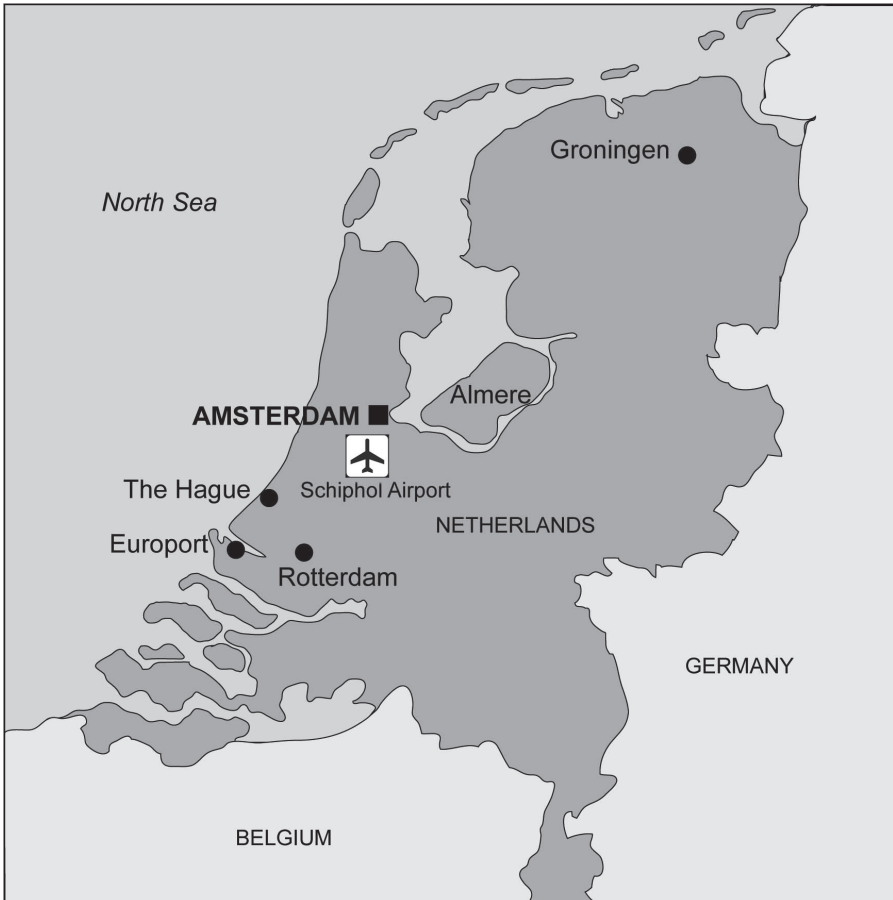 Groningen
North Sea
Almere
AMSTERDAM
The Hague
Schiphol Airport
NETHERLANDS
Europort
Rotterdam
GERMANY
BELGIUM